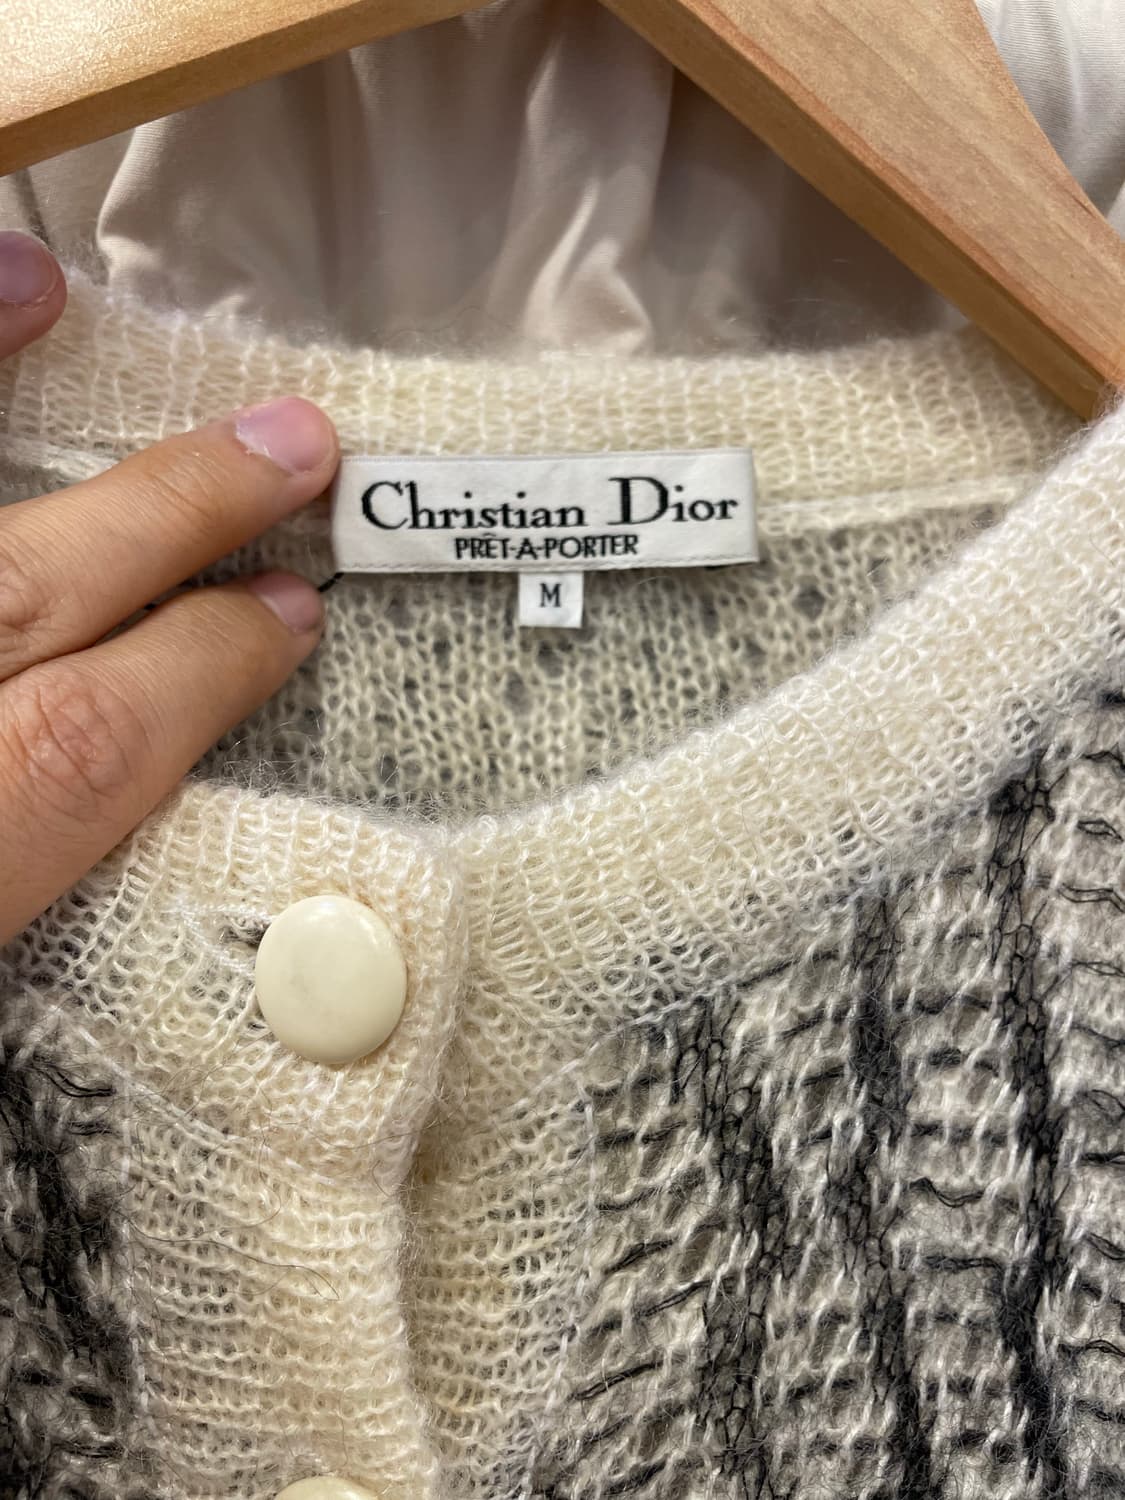 Christian Dior
PRÊT-A-PORTER
M